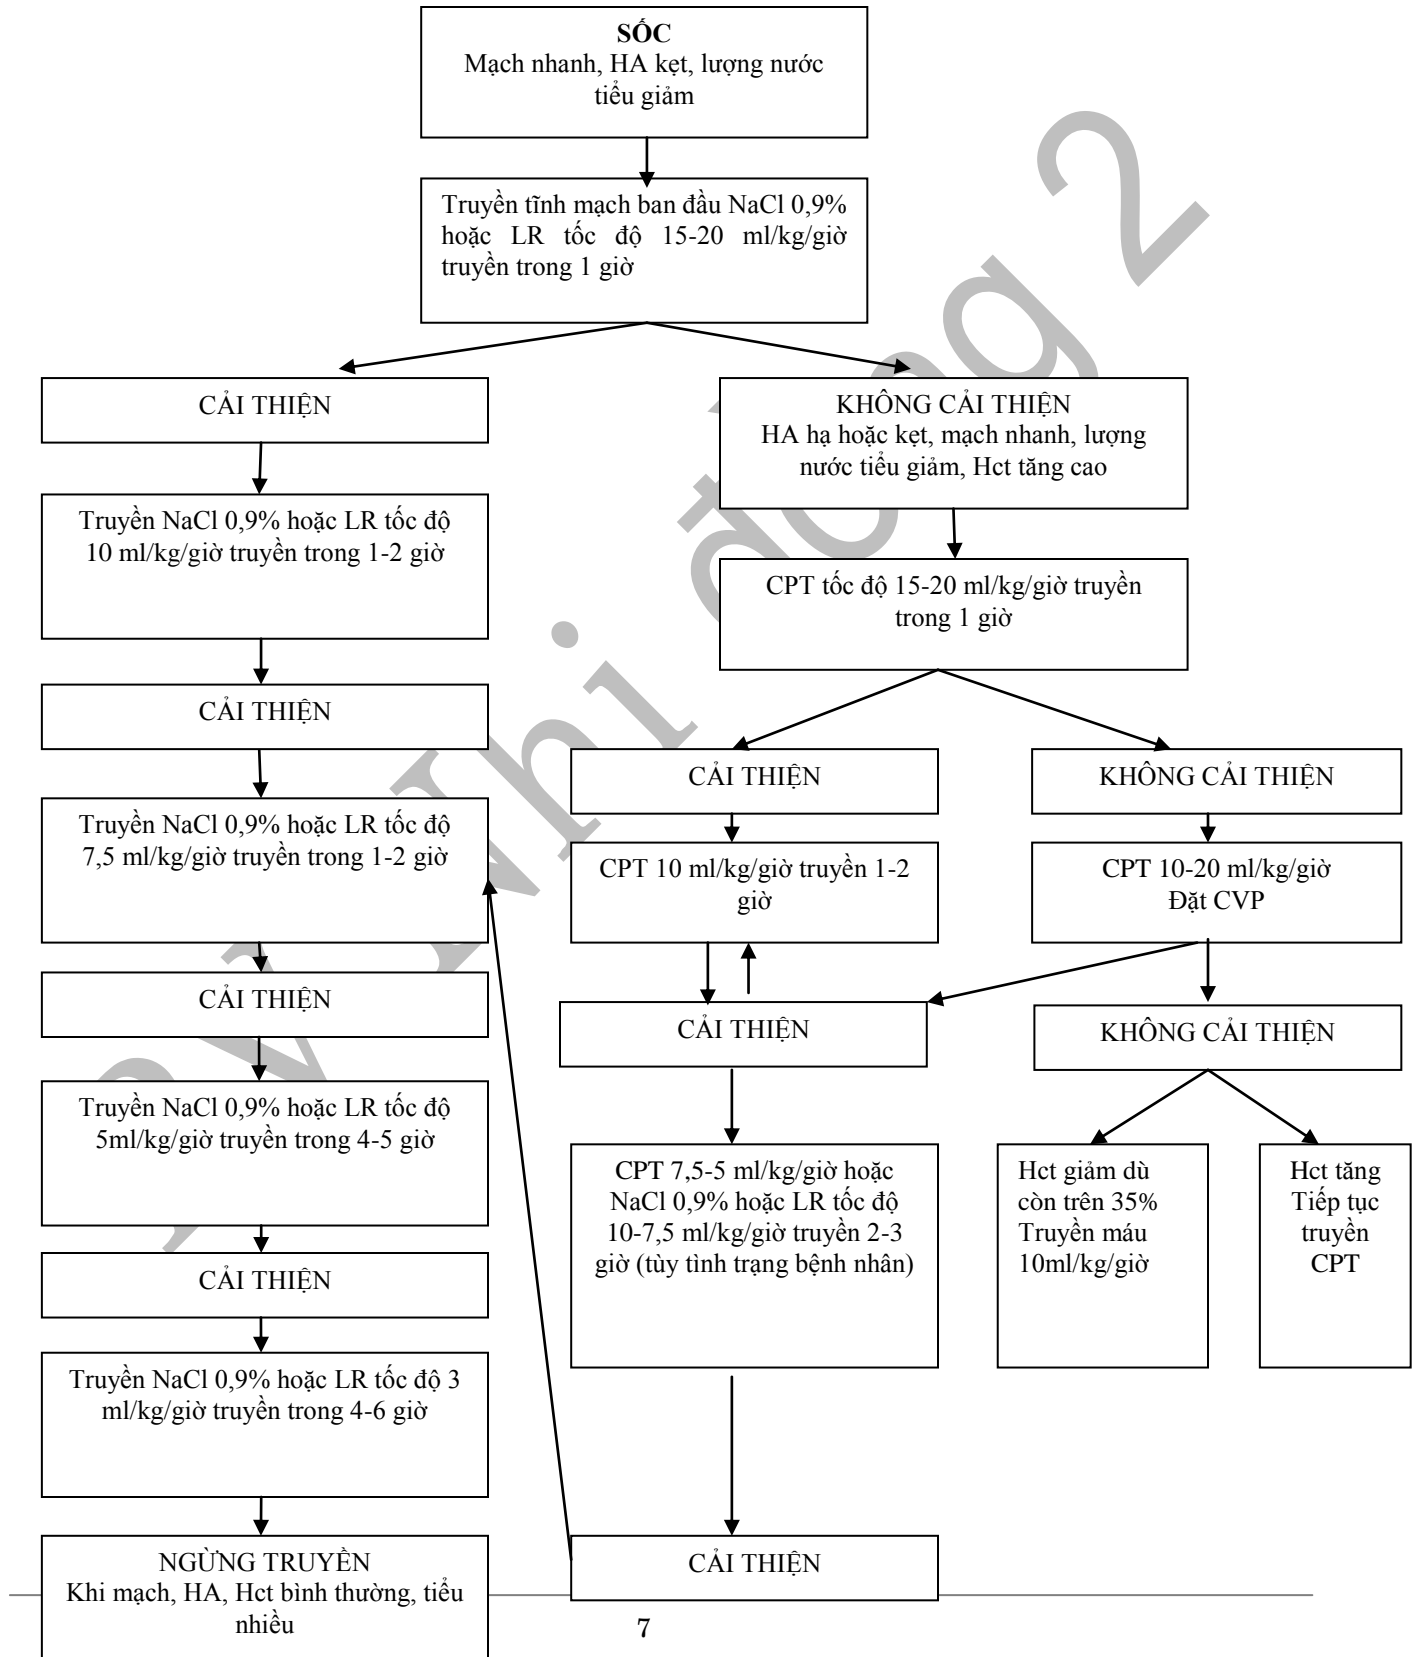 SỐC
Mạch nhanh, HA kẹt, lượng nước
tiểu giảm
Truyền tĩnh mạch ban đầu NaCl 0,9%
hoặc LR tốc độ 15-20 ml/kg/giờ
truyền trong 1 giờ
CẢI THIỆN
KHÔNG CẢI THIỆN
HA hạ hoặc kẹt, mạch nhanh, lượng
nước tiểu giảm, Hct tăng cao
Truyền NaCl 0,9% hoặc LR tốc độ
10 ml/kg/giờ truyền trong 1-2 giờ
CPT tốc độ 15-20 ml/kg/giờ truyền
trong 1 giờ
CẢI THIỆN
CẢI THIỆN
KHÔNG CẢI THIỆN
Truyền NaCl 0,9% hoặc LR tốc độ
7,5 ml/kg/giờ truyền trong 1-2 giờ
CPT 10 ml/kg/giờ truyền 1-2
giờ
CPT 10-20 ml/kg/giờ
Đặt CVP
CẢI THIỆN
CẢI THIỆN
KHÔNG CẢI THIỆN
Truyền NaCl 0,9% hoặc LR tốc độ
5ml/kg/giờ truyền trong 4-5 giờ
CPT 7,5-5 ml/kg/giờ hoặc
NaCl 0,9% hoặc LR tốc độ
10-7,5 ml/kg/giờ truyền 2-3
giờ (tùy tình trạng bệnh nhân)
Hct giảm dù
còn trên 35%
Truyền máu
10ml/kg/giờ
Hct tăng
Tiếp tục
truyền
CPT
CẢI THIỆN
Truyền NaCl 0,9% hoặc LR tốc độ 3
ml/kg/giờ truyền trong 4-6 giờ
NGỪNG TRUYỀN
Khi mạch, HA, Hct bình thường, tiểu
nhiều
CẢI THIỆN
7
BV Nhi đồng 2